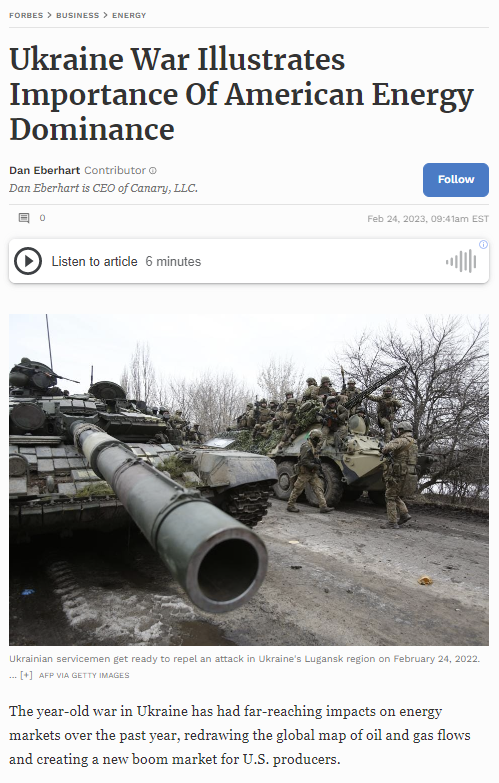 FORBES > BUSINESS > ENERGY
Ukraine War Illustrates
Importance Of American Energy
Dominance
Dan Eberhart Contributor
Dan Eberhart is CEO of Canary, LLC.
Follow
0
Feb 24, 2023, 09:41am EST
Listen to article 6 minutes
Ukrainian servicemen get ready to repel an attack in Ukraine's Lugansk region on February 24, 2022.
... [+] AFP VIA GETTY IMAGES
The year-old war in Ukraine has had far-reaching impacts on energy
markets over the past year, redrawing the global map of oil and gas flows
and creating a new boom market for U.S. producers.